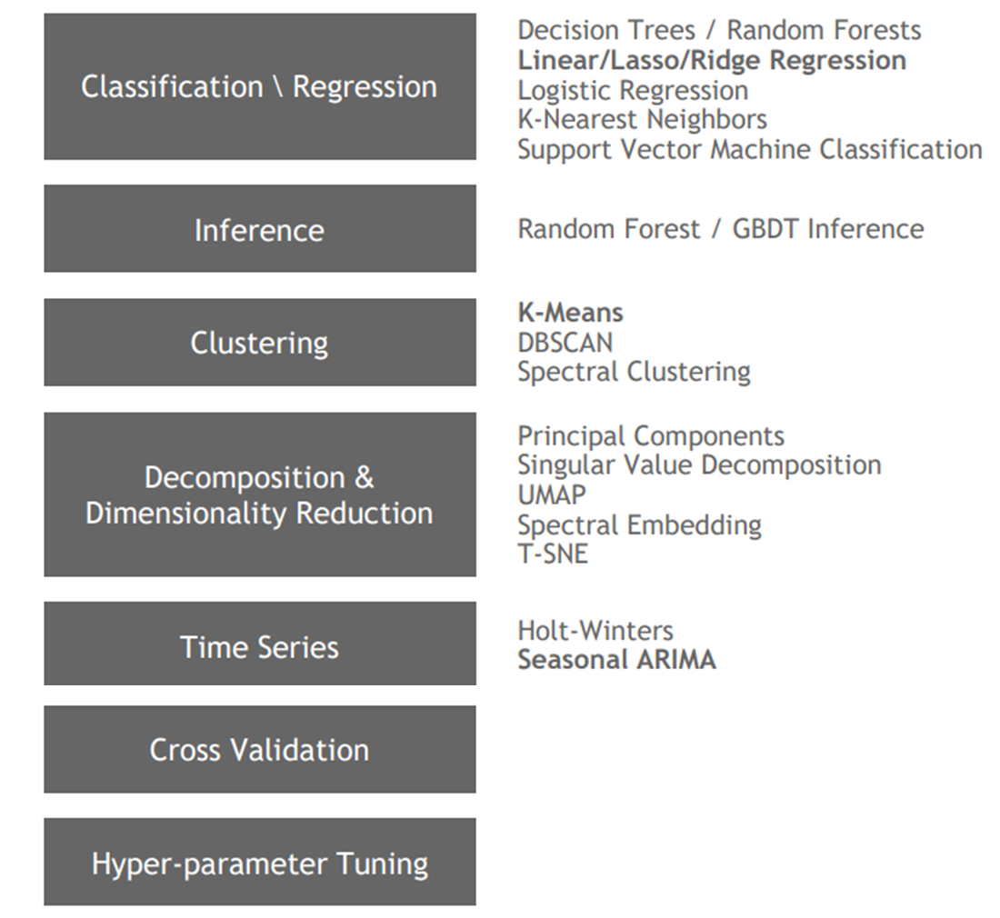 Classification \ Regression
Decision Trees / Random Forests
Linear/Lasso/Ridge Regression
Logistic Regression
K-Nearest Neighbors
Support Vector Machine Classification
Inference
Random Forest / GBDT Inference
Clustering
K-Means
DBSCAN
Spectral Clustering
Decomposition &
Dimensionality Reduction
Principal Components
Singular Value Decomposition
UMAP
Spectral Embedding
T-SNE
Time Series
Holt-Winters
Seasonal ARIMA
Cross Validation
Hyper-parameter Tuning